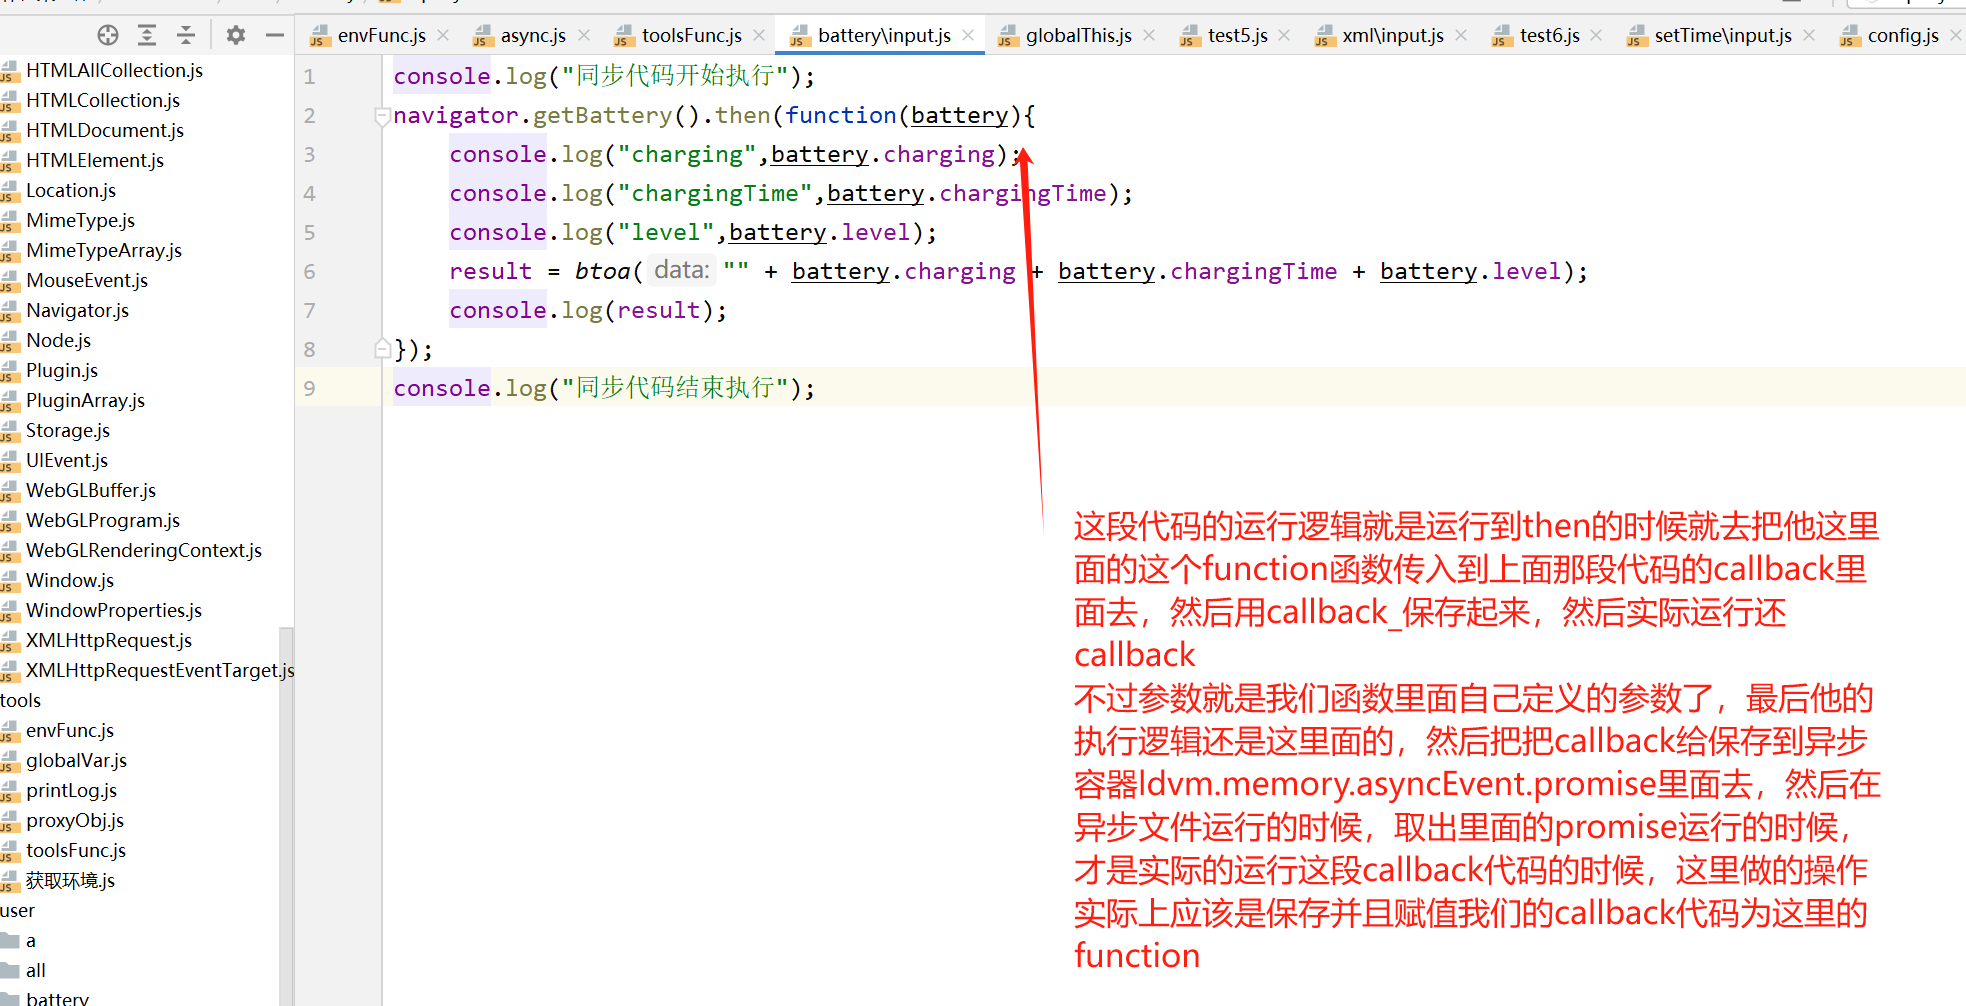 envFunc.js
async.js
toolsFunc.js
battery\input.js
globalThis.js
test5.js
xml\input.js
test6.js
setTime\input.js
config.js
HTMLAllCollection.js
HTMLCollection.js
HTMLDocument.js
HTMLElement.js
Location.js
MimeType.js
MimeTypeArray.js
MouseEvent.js
Navigator.js
Node.js
Plugin.js
PluginArray.js
Storage.js
UIEvent.js
WebGLBuffer.js
WebGLProgram.js
WebGLRenderingContext.js
Window.js
WindowProperties.js
XMLHttpRequest.js
XMLHttpRequestEventTarget.js
tools
envFunc.js
globalVar.js
printLog.js
proxyObj.js
toolsFunc.js
获取环境.js
user
a
all
battery
1 console.log("同步代码开始执行");
2 navigator.getBattery().then(function(battery){
3 console.log("charging",battery.charging);
4 console.log("chargingTime",battery.chargingTime);
5 console.log("level",battery.level);
6 result = btoa( data: "" + battery.charging + battery.chargingTime + battery.level);
7 console.log(result);
8 });
9 console.log("同步代码结束执行");
这段代码的运行逻辑就是运行到then的时候就去把他这里
面的这个function函数传入到上面那段代码的callback里
面去，然后用callback_保存起来，然后实际运行还
callback
不过参数就是我们函数里面自己定义的参数了，最后他的
执行逻辑还是这里面的，然后把把callback给保存到异步
容器ldvm.memory.asyncEvent.promise里面去，然后在
异步文件运行的时候，取出里面的promise运行的时候，
才是实际的运行这段callback代码的时候，这里做的操作
实际上应该是保存并且赋值我们的callback代码为这里的
function